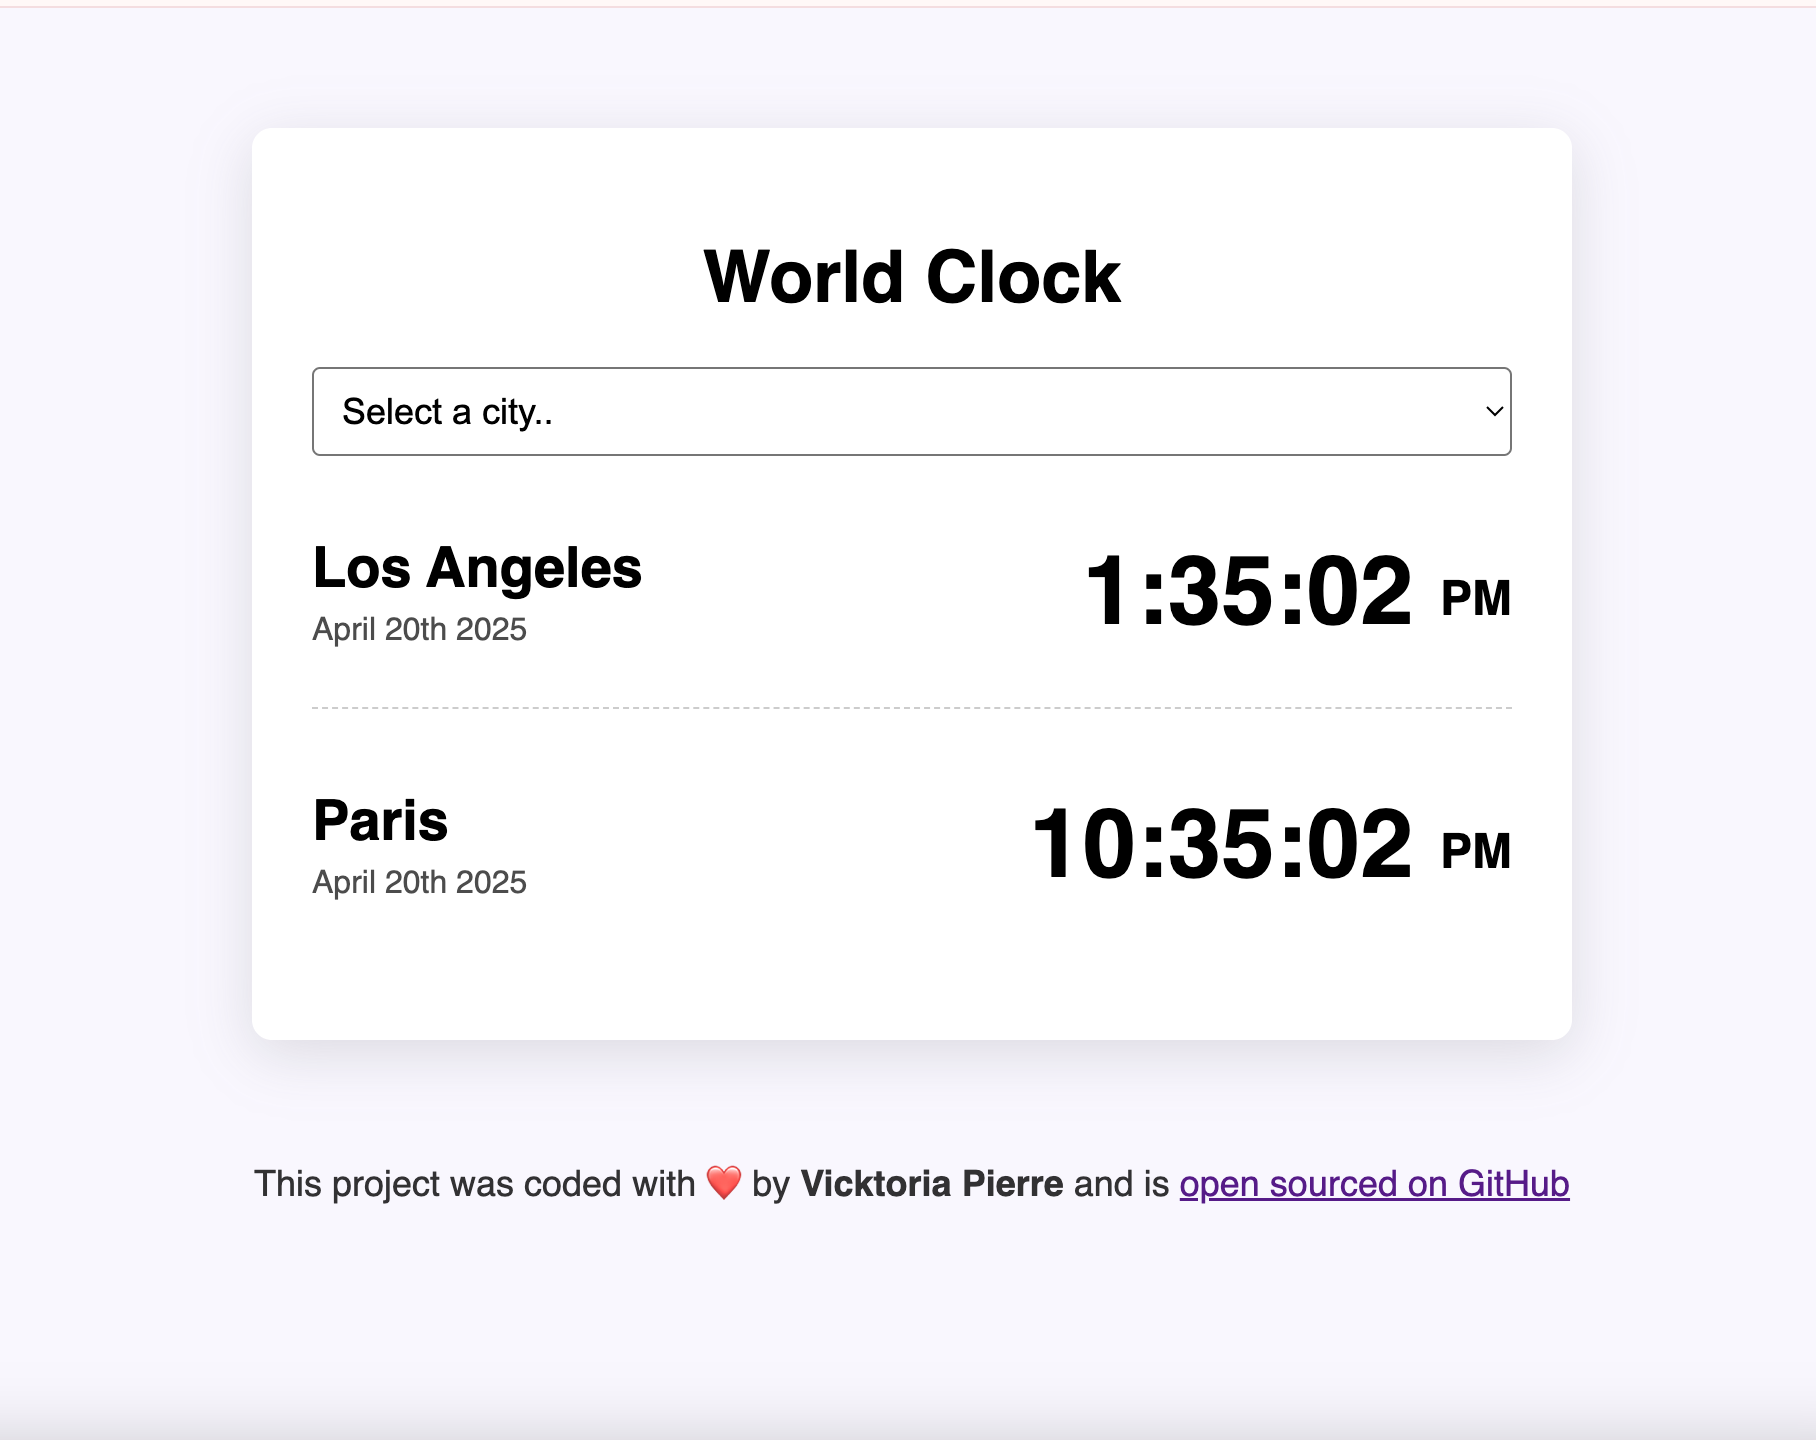 World Clock
Select a city..
Los Angeles
1:35:02 PM
April 20th 2025
Paris
10:35:02 PM
April 20th 2025
This project was coded with ❤️ by Vicktoria Pierre and is open sourced on GitHub